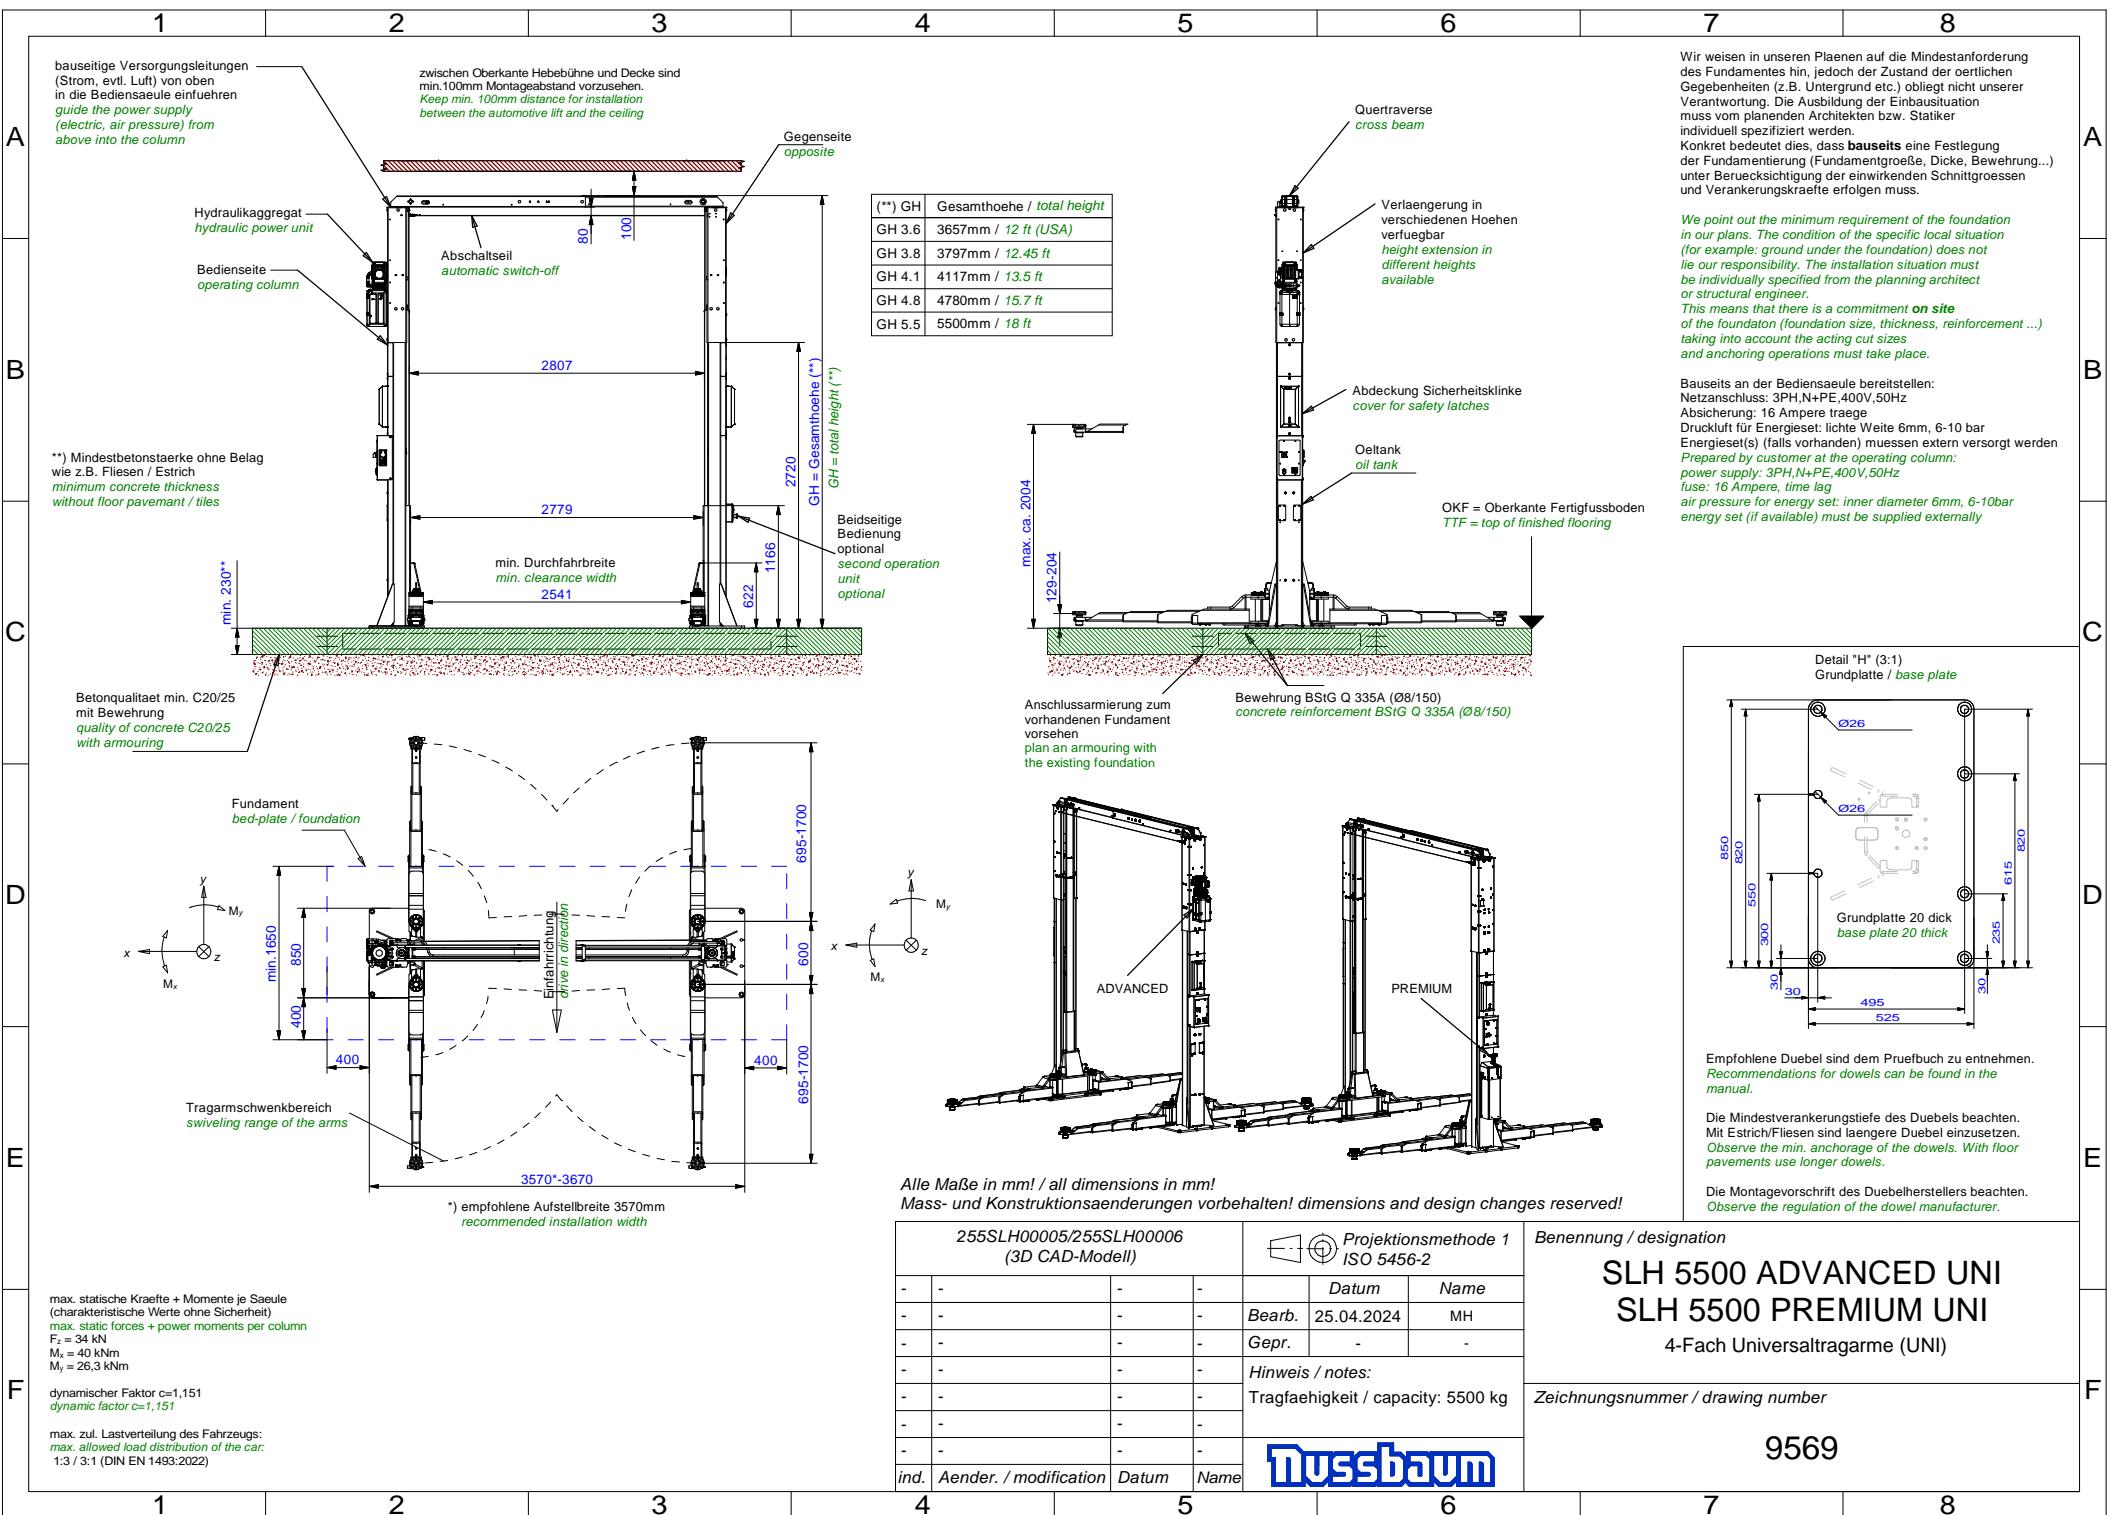 1 2 3 4 5 6 7 8
A
B
C
D
E
F
bauseitige Versorgungsleitungen
(Strom, evtl. Luft) von oben
in die Bediensaeule einfuehren
guide the power supply
(electric, air pressure) from
above into the column
zwischen Oberkante Hebebühne und Decke sind
min.100mm Montageabstand vorzusehen.
Keep min. 100mm distance for installation
between the automotive lift and the ceiling
Gegenseite
opposite
Hydraulikaggregat
hydraulic power unit
Bedienseite
operating column
Abschaltseil
automatic switch-off
80
100
2807
2779
min. Durchfahrbreite
min. clearance width
2541
622
1166
2720
GH = Gesamthoehe (**)
GH = total height (**)
**) Mindestbetonstaerke ohne Belag
wie z.B. Fliesen / Estrich
minimum concrete thickness
without floor pavemant / tiles
min. 230**
Beidseitige
Bedienung
optional
second operation
unit
optional
Betonqualitaet min. C20/25
mit Bewehrung
quality of concrete C20/25
with armouring
(**) GH Gesamthoehe / total height
GH 3.6 3657mm / 12 ft (USA)
GH 3.8 3797mm / 12.45 ft
GH 4.1 4117mm / 13.5 ft
GH 4.8 4780mm / 15.7 ft
GH 5.5 5500mm / 18 ft
Quertraverse
cross beam
Verlaengerung in
verschiedenen Hoehen
verfuegbar
height extension in
different heights
available
Abdeckung Sicherheitsklinke
cover for safety latches
Oeltank
oil tank
OKF = Oberkante Fertigfussboden
TTF = top of finished flooring
max. ca. 2004
129-204
Anschlussarmierung zum
vorhandenen Fundament
vorsehen
plan an armouring with
the existing foundation
Bewehrung BStG Q 335A (Ø8/150)
concrete reinforcement BStG Q 335A (Ø8/150)
Wir weisen in unseren Plaenen auf die Mindestanforderung
des Fundamentes hin, jedoch der Zustand der oertlichen
Gegebenheiten (z.B. Untergrund etc.) obliegt nicht unserer
Verantwortung. Die Ausbildung der Einbausituation
muss vom planenden Architekten bzw. Statiker
individuell spezifiziert werden.
Konkret bedeutet dies, dass bauseits eine Festlegung
der Fundamentierung (Fundamentgroeße, Dicke, Bewehrung...)
unter Beruecksichtigung der einwirkenden Schnittgroessen
und Verankerungskraefte erfolgen muss.
We point out the minimum requirement of the foundation
in our plans. The condition of the specific local situation
(for example: ground under the foundation) does not
lie our responsibility. The installation situation must
be individually specified from the planning architect
or structural engineer.
This means that there is a commitment on site
of the foundaton (foundation size, thickness, reinforcement ...)
taking into account the acting cut sizes
and anchoring operations must take place.
Bauseits an der Bediensaeule bereitstellen:
Netzanschluss: 3PH,N+PE,400V,50Hz
Absicherung: 16 Ampere traege
Druckluft für Energieset: lichte Weite 6mm, 6-10 bar
Energieset(s) (falls vorhanden) muessen extern versorgt werden
Prepared by customer at the operating column:
power supply: 3PH,N+PE,400V,50Hz
fuse: 16 Ampere, time lag
air pressure for energy set: inner diameter 6mm, 6-10bar
energy set (if available) must be supplied externally
Detail "H" (3:1)
Grundplatte / base plate
Ø26
Ø26
850
820
550
300
30
30
495
525
30
235
615
820
Grundplatte 20 dick
base plate 20 thick
Empfohlene Duebel sind dem Pruefbuch zu entnehmen.
Recommendations for dowels can be found in the
manual.
Die Mindestverankerungstiefe des Duebels beachten.
Mit Estrich/Fliesen sind laengere Duebel einzusetzen.
Observe the min. anchorage of the dowels. With floor
pavements use longer dowels.
Die Montagevorschrift des Duebelherstellers beachten.
Observe the regulation of the dowel manufacturer.
Fundament
bed-plate / foundation
y
My
x
z
Mx
min.1650
850
400
400
400
Einfahrrichtung
drive in direction
695-1700
600
695-1700
y
My
x
z
Mx
Tragarmschwenkbereich
swiveling range of the arms
3570*-3670
*) empfohlene Aufstellbreite 3570mm
recommended installation width
ADVANCED
PREMIUM
Alle Maße in mm! / all dimensions in mm!
Mass- und Konstruktionsaenderungen vorbehalten! dimensions and design changes reserved!
max. statische Kraefte + Momente je Saeule
(charakteristische Werte ohne Sicherheit)
max. static forces + power moments per column
Fz = 34 kN
Mx = 40 kNm
My = 26,3 kNm
dynamischer Faktor c=1,151
dynamic factor c=1,151
max. zul. Lastverteilung des Fahrzeugs:
max. allowed load distribution of the car:
1:3 / 3:1 (DIN EN 1493:2022)
255SLH00005/255SLH00006
(3D CAD-Modell)
- - - -
- - - -
- - - -
- - - -
- - - -
- - - -
- - - -
ind. Aender. / modification Datum Name
Projektionsmethode 1
ISO 5456-2
Datum Name
Bearb. 25.04.2024 MH
Gepr. - -
Hinweis / notes:
Tragfaehigkeit / capacity: 5500 kg
Nussbaum
Benennung / designation
SLH 5500 ADVANCED UNI
SLH 5500 PREMIUM UNI
4-Fach Universaltragarme (UNI)
Zeichnungsnummer / drawing number
9569
A
B
C
D
E
F
1 2 3 4 5 6 7 8